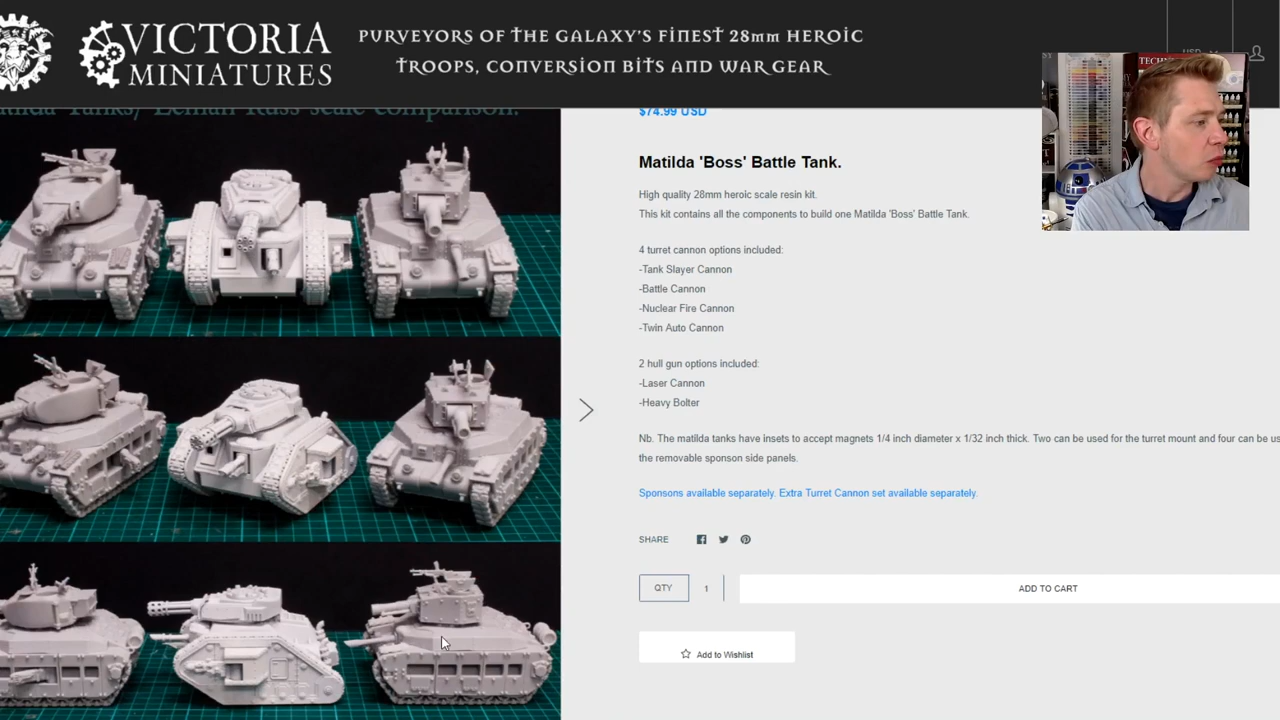 VICTORIA
MINIATURES
PURVEYORS OF THE GALAXY'S FINEST 28mm HEROIC
TROOPS, CONVERSION BITS AND WAR GEAR
USD
Tanks/ Leman Russ scale comparison.
$74.99 USD
Matilda 'Boss' Battle Tank.
High quality 28mm heroic scale resin kit.
This kit contains all the components to build one Matilda 'Boss' Battle Tank.
4 turret cannon options included:
-Tank Slayer Cannon
-Battle Cannon
-Nuclear Fire Cannon
-Twin Auto Cannon
2 hull gun options included:
-Laser Cannon
-Heavy Bolter
Nb. The matilda tanks have insets to accept magnets 1/4 inch diameter x 1/32 inch thick. Two can be used for the turret mount and four can be
the removable sponson side panels.
Sponsons available separately. Extra Turret Cannon set available separately.
SHARE
QTY
1
ADD TO CART
Add to Wishlist